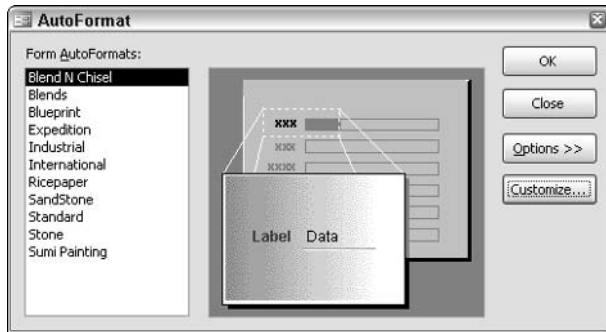 AutoFormat
Form AutoFormats:
Blend N Chisel
Blends
Blueprint
Expedition
Industrial
International
Ricepaper
SandStone
Standard
Stone
Sumi Painting
xxx
xxx
xxxx
Label Data
OK
Close
Options >>
Customize...